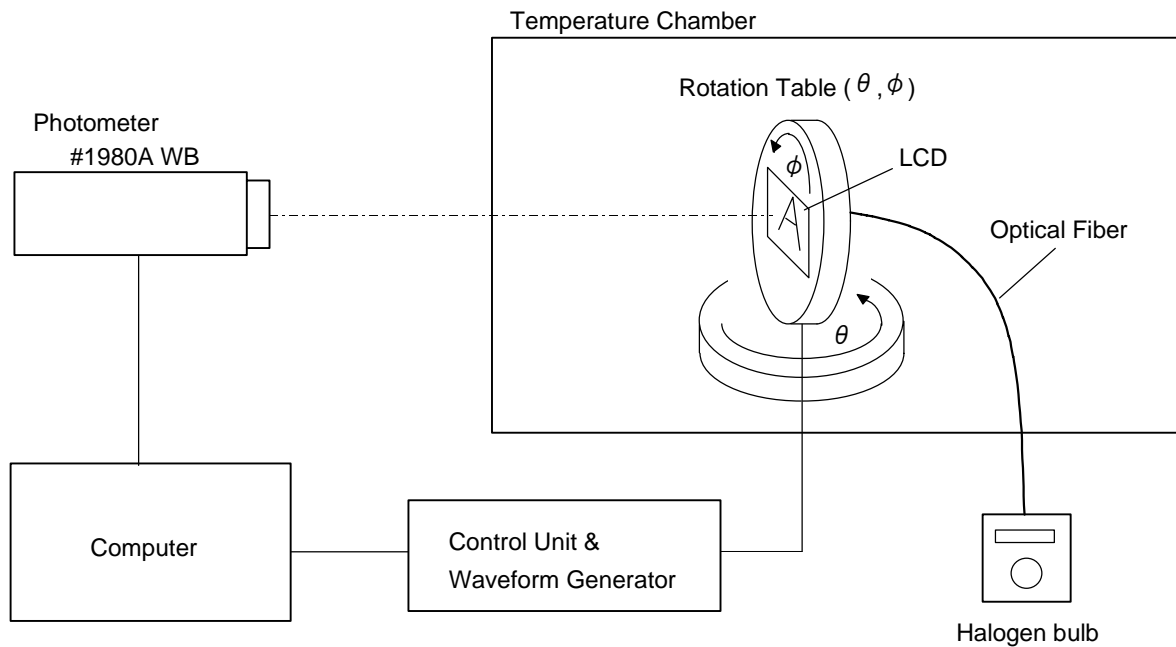 Temperature Chamber
Rotation Table ( θ , φ )
Photometer
#1980A WB
φ
LCD
A
Optical Fiber
θ
Computer
Control Unit &
Waveform Generator
Halogen bulb